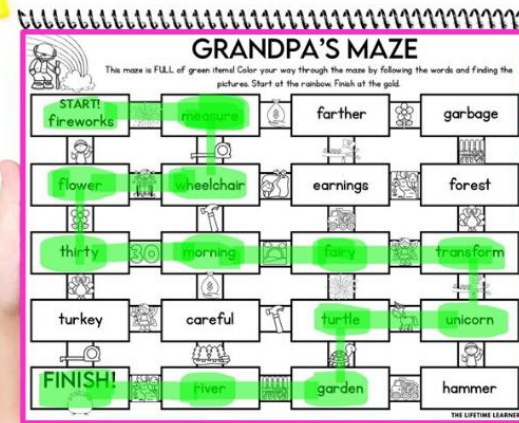 GRANDPA'S MAZE
This maze is FULL of green items! Color your way through the maze by following the words and finding the
pictures. Start at the rainbow. Finish at the gold.
START!
fireworks
measure
farther
garbage
flower
wheelchair
earnings
forest
thirty
30
morning
fairy
transform
turkey
careful
turtle
unicorn
FINISH!
river
garden
hammer
THE LIFETIME LEARNER